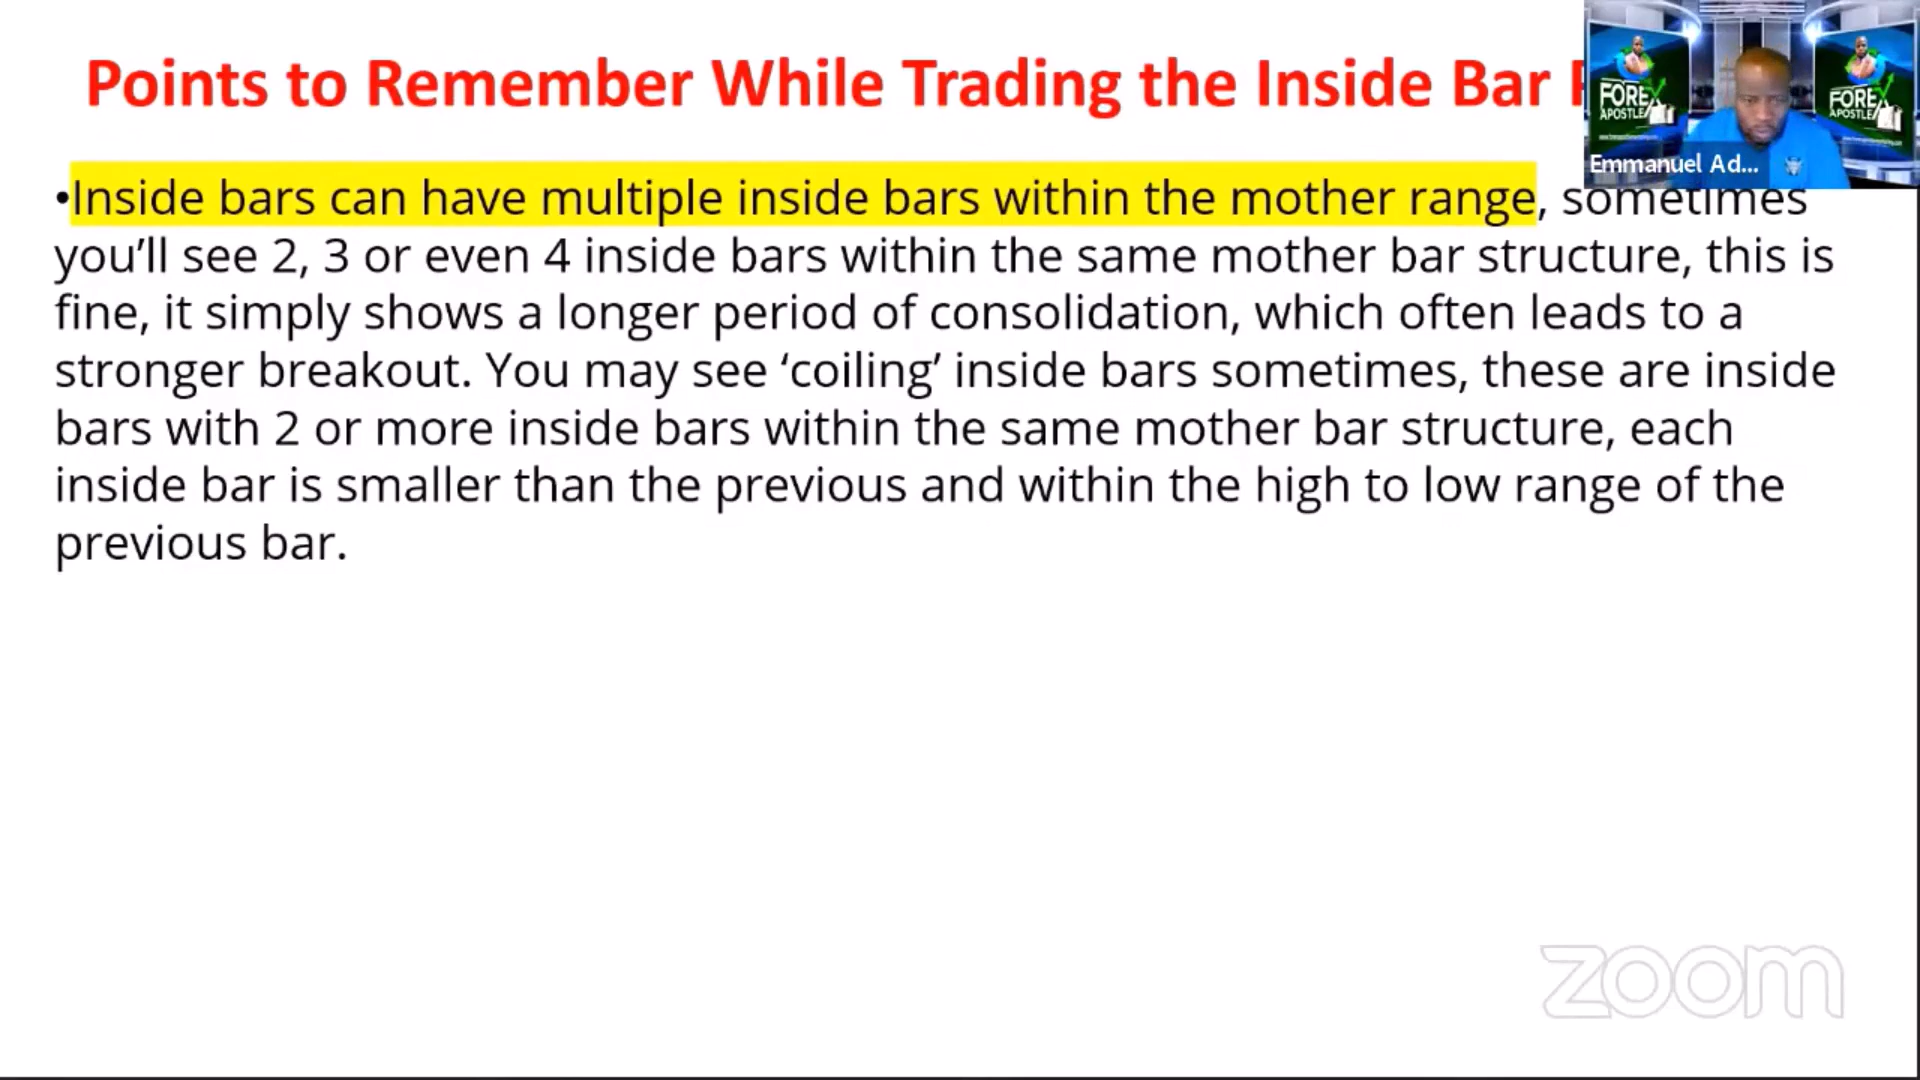 Points to Remember While Trading the Inside Bar
FOREX
APOSTLE
FOREX
APOSTLE
Emmanuel Ad...
•Inside bars can have multiple inside bars within the mother range, sometimes
you’ll see 2, 3 or even 4 inside bars within the same mother bar structure, this is
fine, it simply shows a longer period of consolidation, which often leads to a
stronger breakout. You may see ‘coiling’ inside bars sometimes, these are inside
bars with 2 or more inside bars within the same mother bar structure, each
inside bar is smaller than the previous and within the high to low range of the
previous bar.
zoom